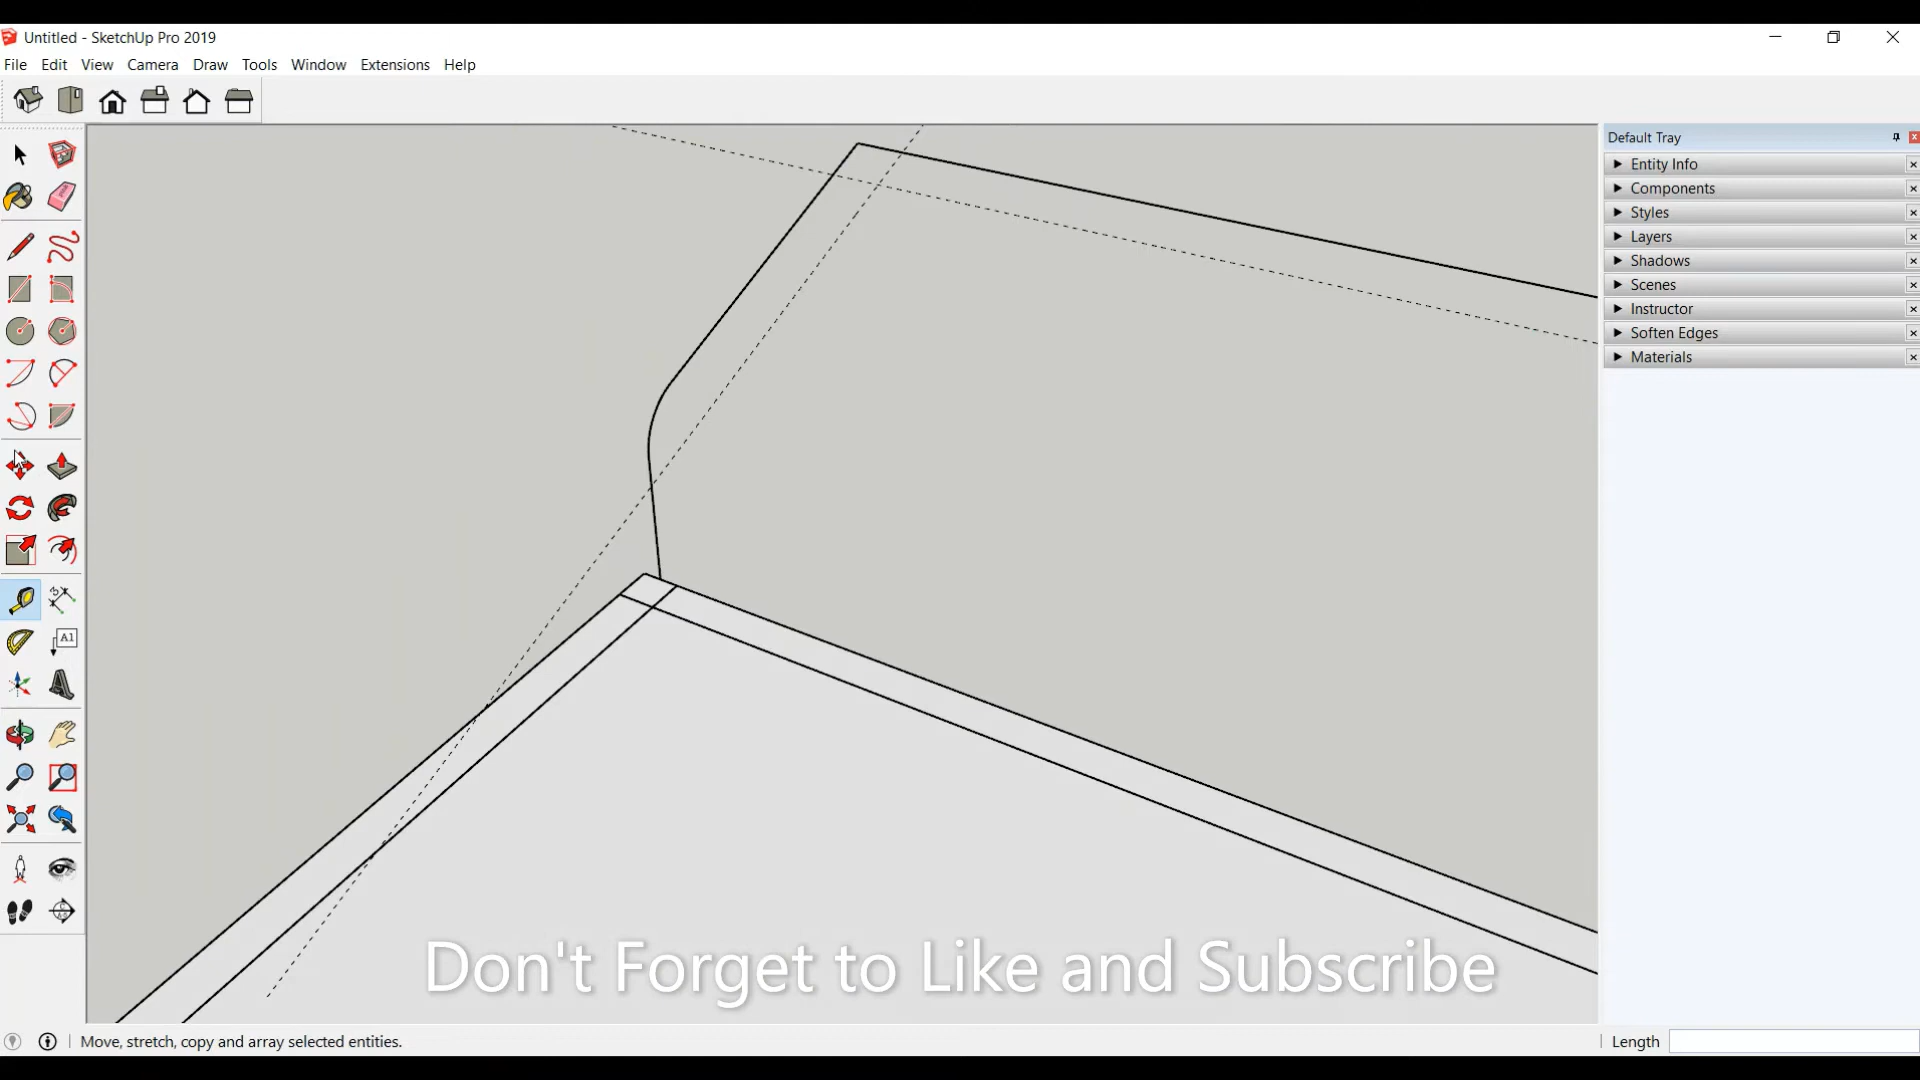 Untitled - SketchUp Pro 2019
File Edit View Camera Draw Tools Window Extensions Help
Default Tray
Entity Info
Components
Styles
Layers
Shadows
Scenes
Instructor
Soften Edges
Materials
A1
Don't Forget to Like and Subscribe
Move, stretch, copy and array selected entities.
Length